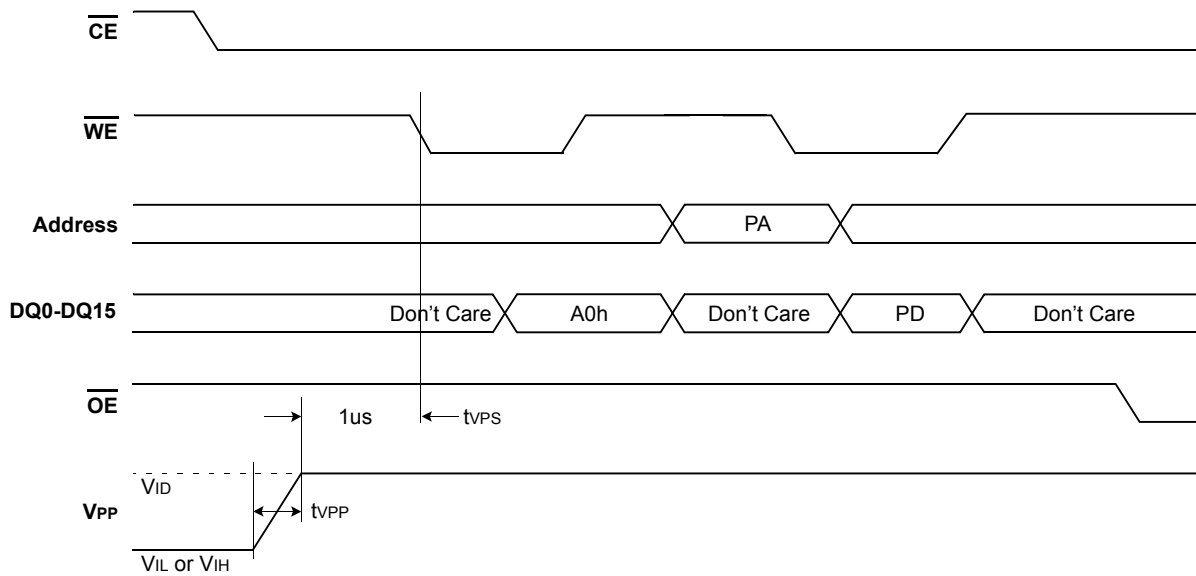 CE
WE
Address
PA
DQ0-DQ15
Don't Care
A0h
Don't Care
PD
Don't Care
OE
1us
tVPS
VID
VPP
tVPP
VIL or VIH